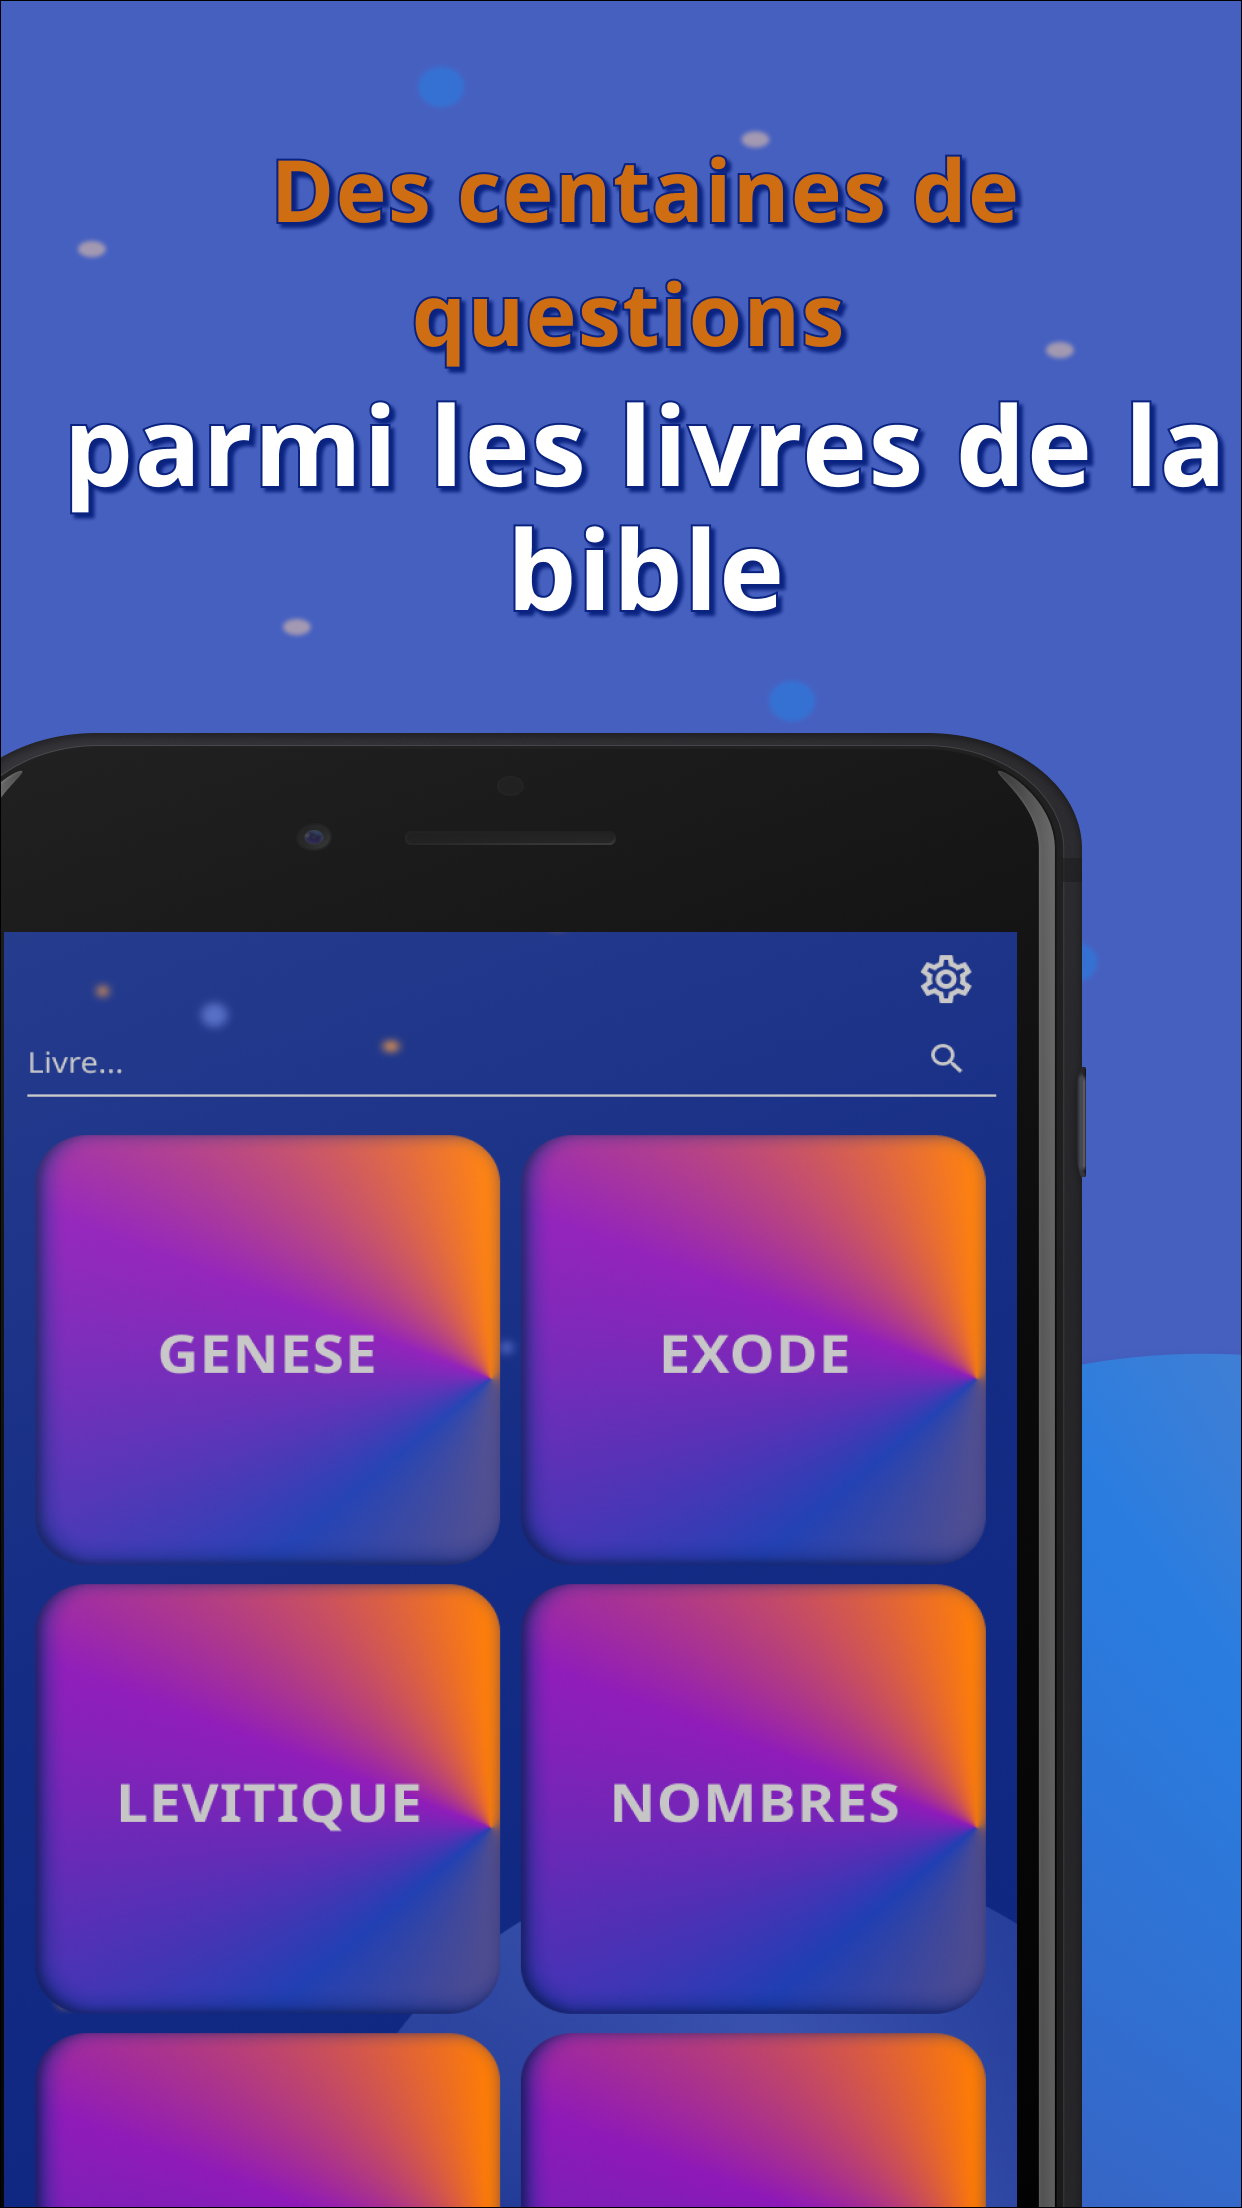 Des centaines de
questions
parmi les livres de la
bible
Livre...
GENESE
EXODE
LEVITIQUE
NOMBRES